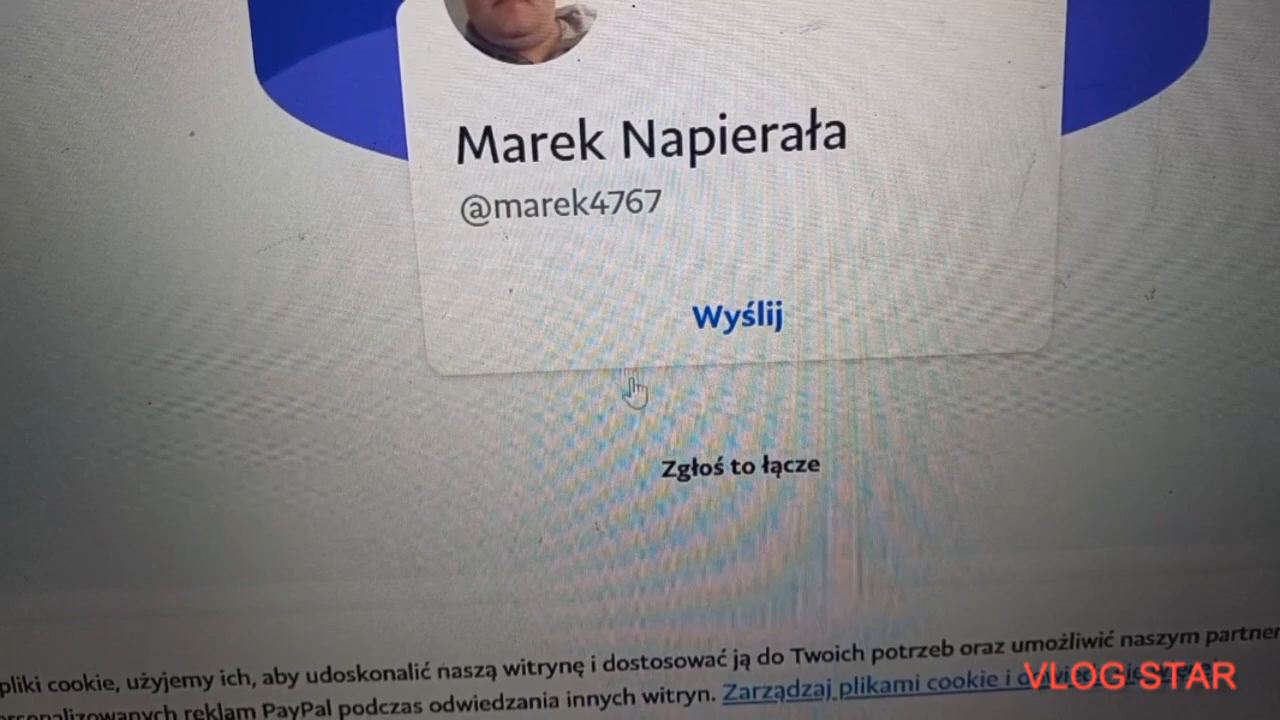 Marek Napierała
@marek4767
Wyślij
Zgłoś to łącze
pliki cookie, użyjemy ich, aby udoskonalić naszą witrynę i dostosować ją do Twoich potrzeb oraz umożliwić naszym
reklam PayPal podczas odwiedzania innych witryn. Zarządzaj plikami cookie i
VLOG STAR